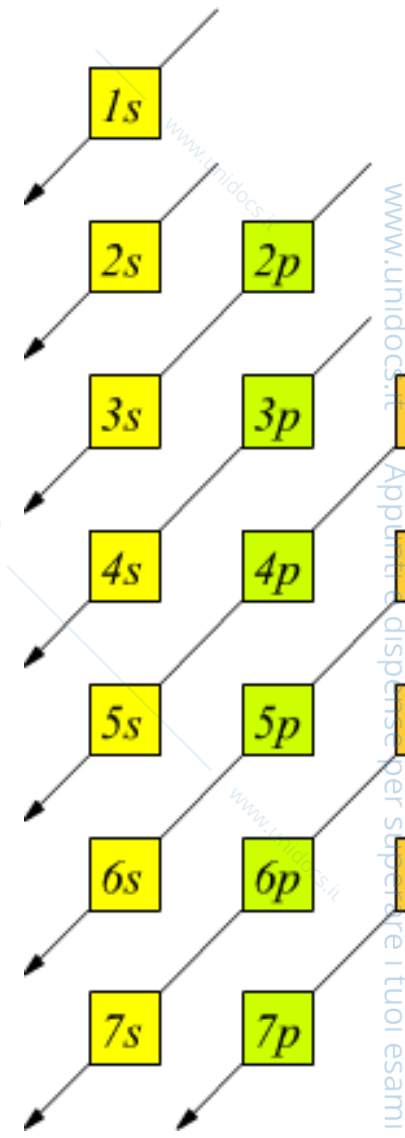 1s
www.unidocs.it
2s 2p
3s 3p
4s 4p
5s 5p
www.unidocs.it
6s 6p
7s 7p
www.unidocs.it Appunti e dispense per superare i tuoi esami